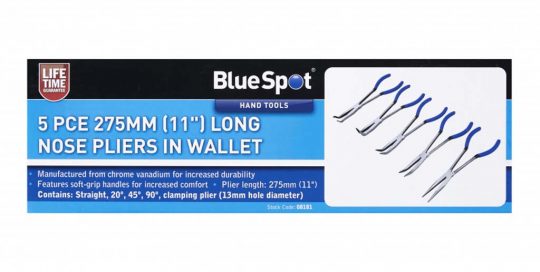 LIFE
TIME
GUARANTEE
BlueSpot®
HAND TOOLS
5 PCE 275MM (11") LONG
NOSE PLIERS IN WALLET
• Manufactured from chrome vanadium for increased durability
• Features soft-grip handles for increased comfort • Plier length: 275mm (11")
Contains: Straight, 20°, 45°, 90°, clamping plier (13mm hole diameter)
Stock Code: 08181